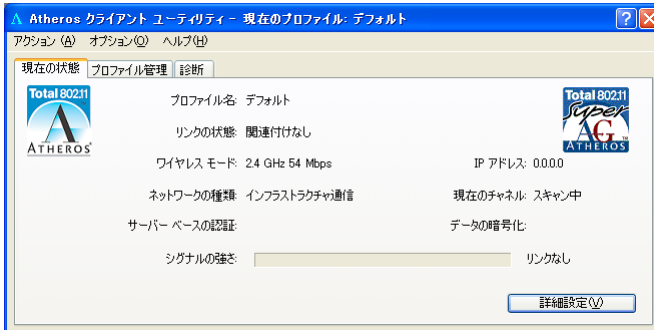 Atheros クライアント ユーティリティ - 現在のプロファイル: デフォルト
アクション (A) オプション(O) ヘルプ(H)
現在の状態 プロファイル管理 診断
Total 802.11
ATHEROS
Total 802.11
Super
AG
ATHEROS
プロファイル名: デフォルト
リンクの状態: 関連付けなし
ワイヤレス モード: 2.4 GHz 54 Mbps IP アドレス: 0.0.0.0
ネットワークの種類: インフラストラクチャ通信 現在のチャネル: スキャン中
サーバー ベースの認証: データの暗号化:
シグナルの強さ: リンクなし
詳細設定(V)